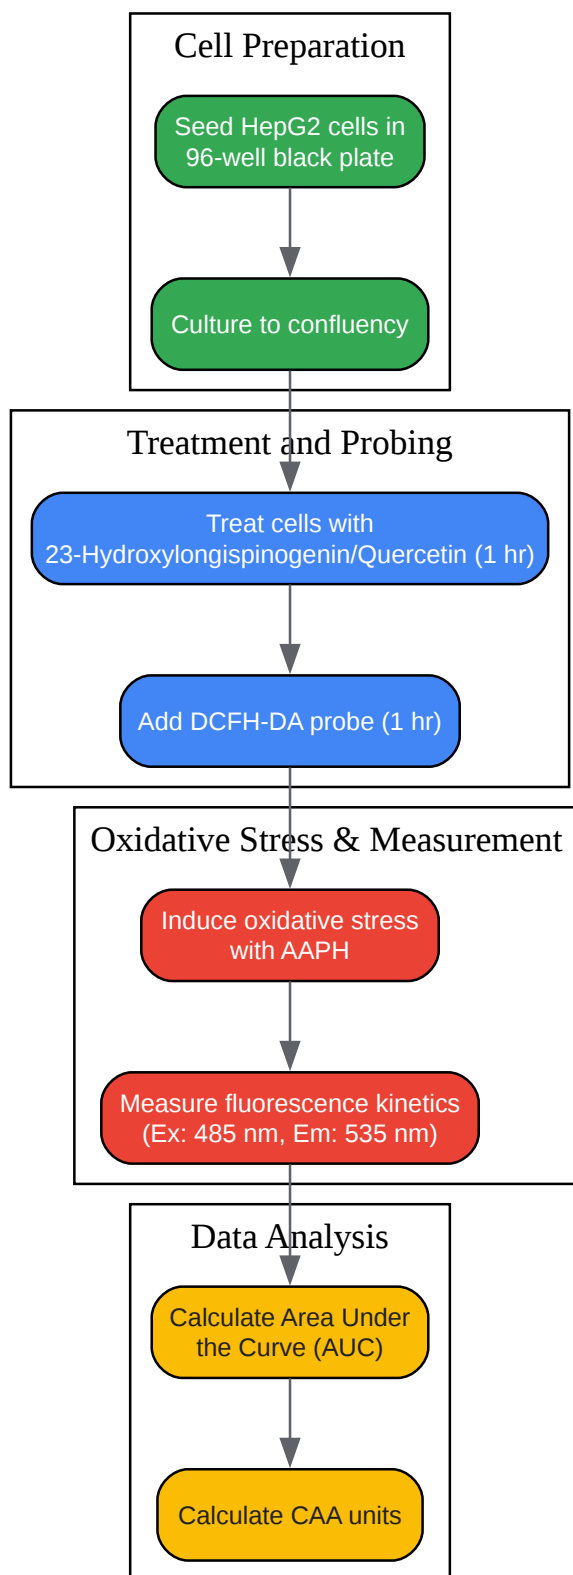 Cell Preparation
Seed HepG2 cells in
96-well black plate
Culture to confluency
Treatment and Probing
Treat cells with
23-Hydroxylongispinogenin/Quercetin (1 hr)
Add DCFH-DA probe (1 hr)
Oxidative Stress & Measurement
Induce oxidative stress
with AAPH
Measure fluorescence kinetics
(Ex: 485 nm, Em: 535 nm)
Data Analysis
Calculate Area Under
the Curve (AUC)
Calculate CAA units